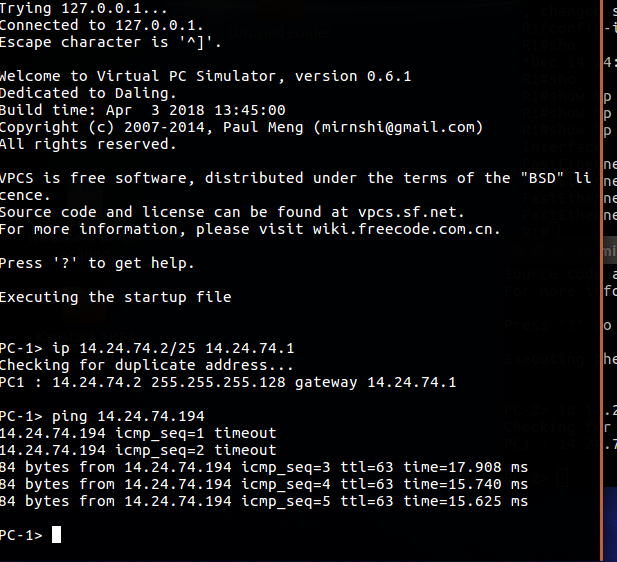 Trying 127.0.0.1...
Connected to 127.0.0.1.
Escape character is '^]'.
Welcome to Virtual PC Simulator, version 0.6.1
Dedicated to Daling.
Build time: Apr  3 2018 13:45:00
Copyright (c) 2007-2014, Paul Meng (mirnshi@gmail.com)
All rights reserved.
VPCS is free software, distributed under the terms of the "BSD" li
cence.
Source code and license can be found at vpcs.sf.net.
For more information, please visit wiki.freecode.com.cn.
Press '?' to get help.
Executing the startup file
PC-1> ip 14.24.74.2/25 14.24.74.1
Checking for duplicate address...
PC1 : 14.24.74.2 255.255.255.128 gateway 14.24.74.1
PC-1> ping 14.24.74.194
14.24.74.194 icmp_seq=1 timeout
14.24.74.194 icmp_seq=2 timeout
84 bytes from 14.24.74.194 icmp_seq=3 ttl=63 time=17.908 ms
84 bytes from 14.24.74.194 icmp_seq=4 ttl=63 time=15.740 ms
84 bytes from 14.24.74.194 icmp_seq=5 ttl=63 time=15.625 ms
PC-1>